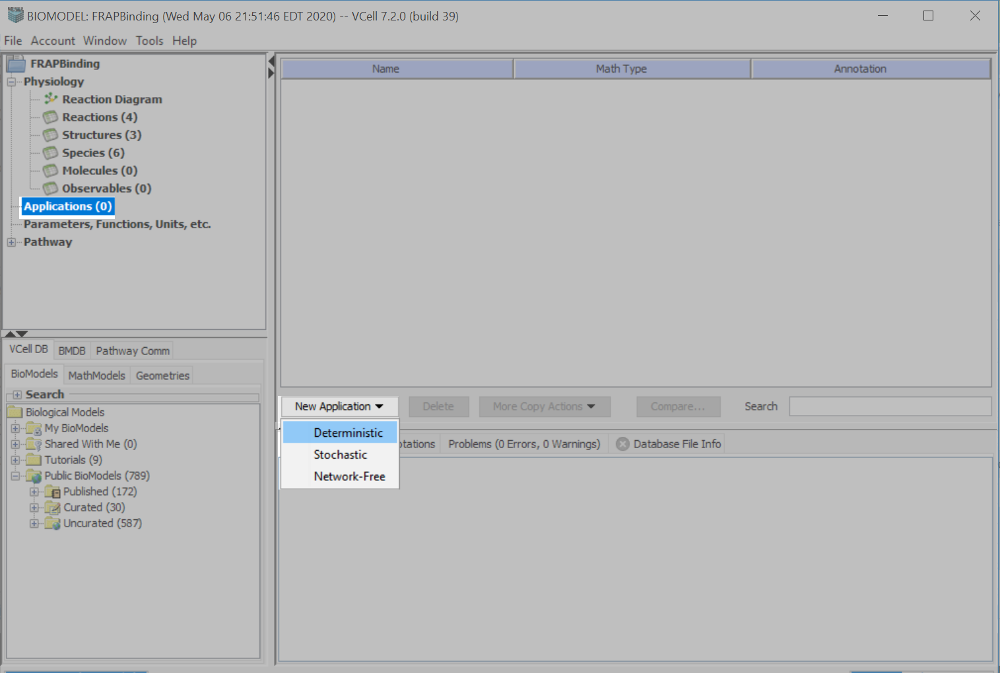 BIOMODEL: FRAPBinding (Wed May 06 21:51:46 EDT 2020) -- VCell 7.2.0 (build 39)
File Account Window Tools Help
FRAPBinding
Physiology
Reaction Diagram
Reactions (4)
Structures (3)
Species (6)
Molecules (0)
Observables (0)
Applications (0)
Parameters, Functions, Units, etc.
Pathway
VCell DB BMDB Pathway Comm
BioModels MathModels Geometries
Search
Biological Models
My BioModels
Shared With Me (0)
Tutorials (9)
Public BioModels (789)
Published (172)
Curated (30)
Uncurated (587)
Name Math Type Annotation
New Application Delete More Copy Actions Compare... Search
Deterministic
Stochastic
Network-Free
Problems (0 Errors, 0 Warnings) Database File Info